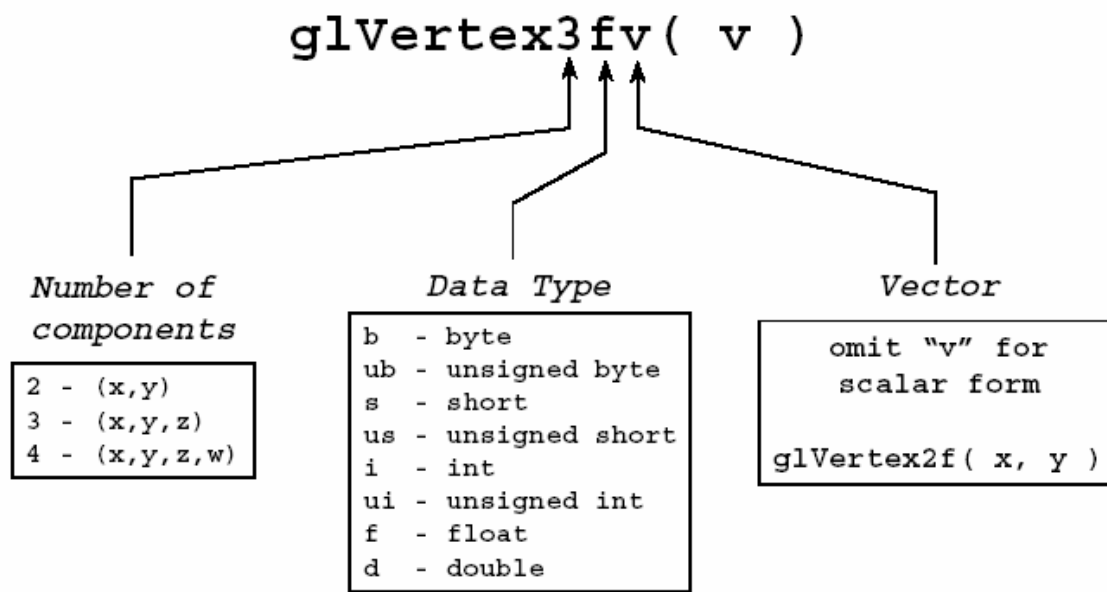 glVertex3fv( v )
Number of
components
2 - (x,y)
3 - (x,y,z)
4 - (x,y,z,w)
Data Type
b - byte
ub - unsigned byte
s - short
us - unsigned short
i - int
ui - unsigned int
f - float
d - double
Vector
omit “v” for
scalar form
glVertex2f( x, y )